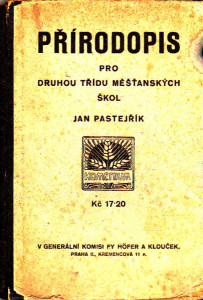 PŘÍRODOPIS
PRO
DRUHOU TŘÍDU MĚŠŤANSKÝCH
ŠKOL
JAN PASTEJŘÍK
KOMENIUM
Kč 17·20
V GENERÁLNÍ KOMISI FY HÖFER A KLOUČEK,
PRAHA II., KŘEMENCOVÁ 11 n.